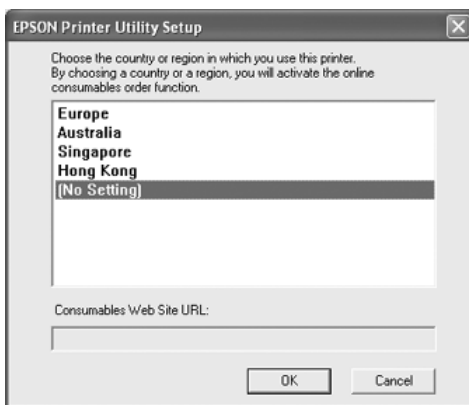 EPSON Printer Utility Setup
Choose the country or region in which you use this printer.
By choosing a country or a region, you will activate the online
consumables order function.
Europe
Australia
Singapore
Hong Kong
(No Setting)
Consumables Web Site URL:
OK
Cancel